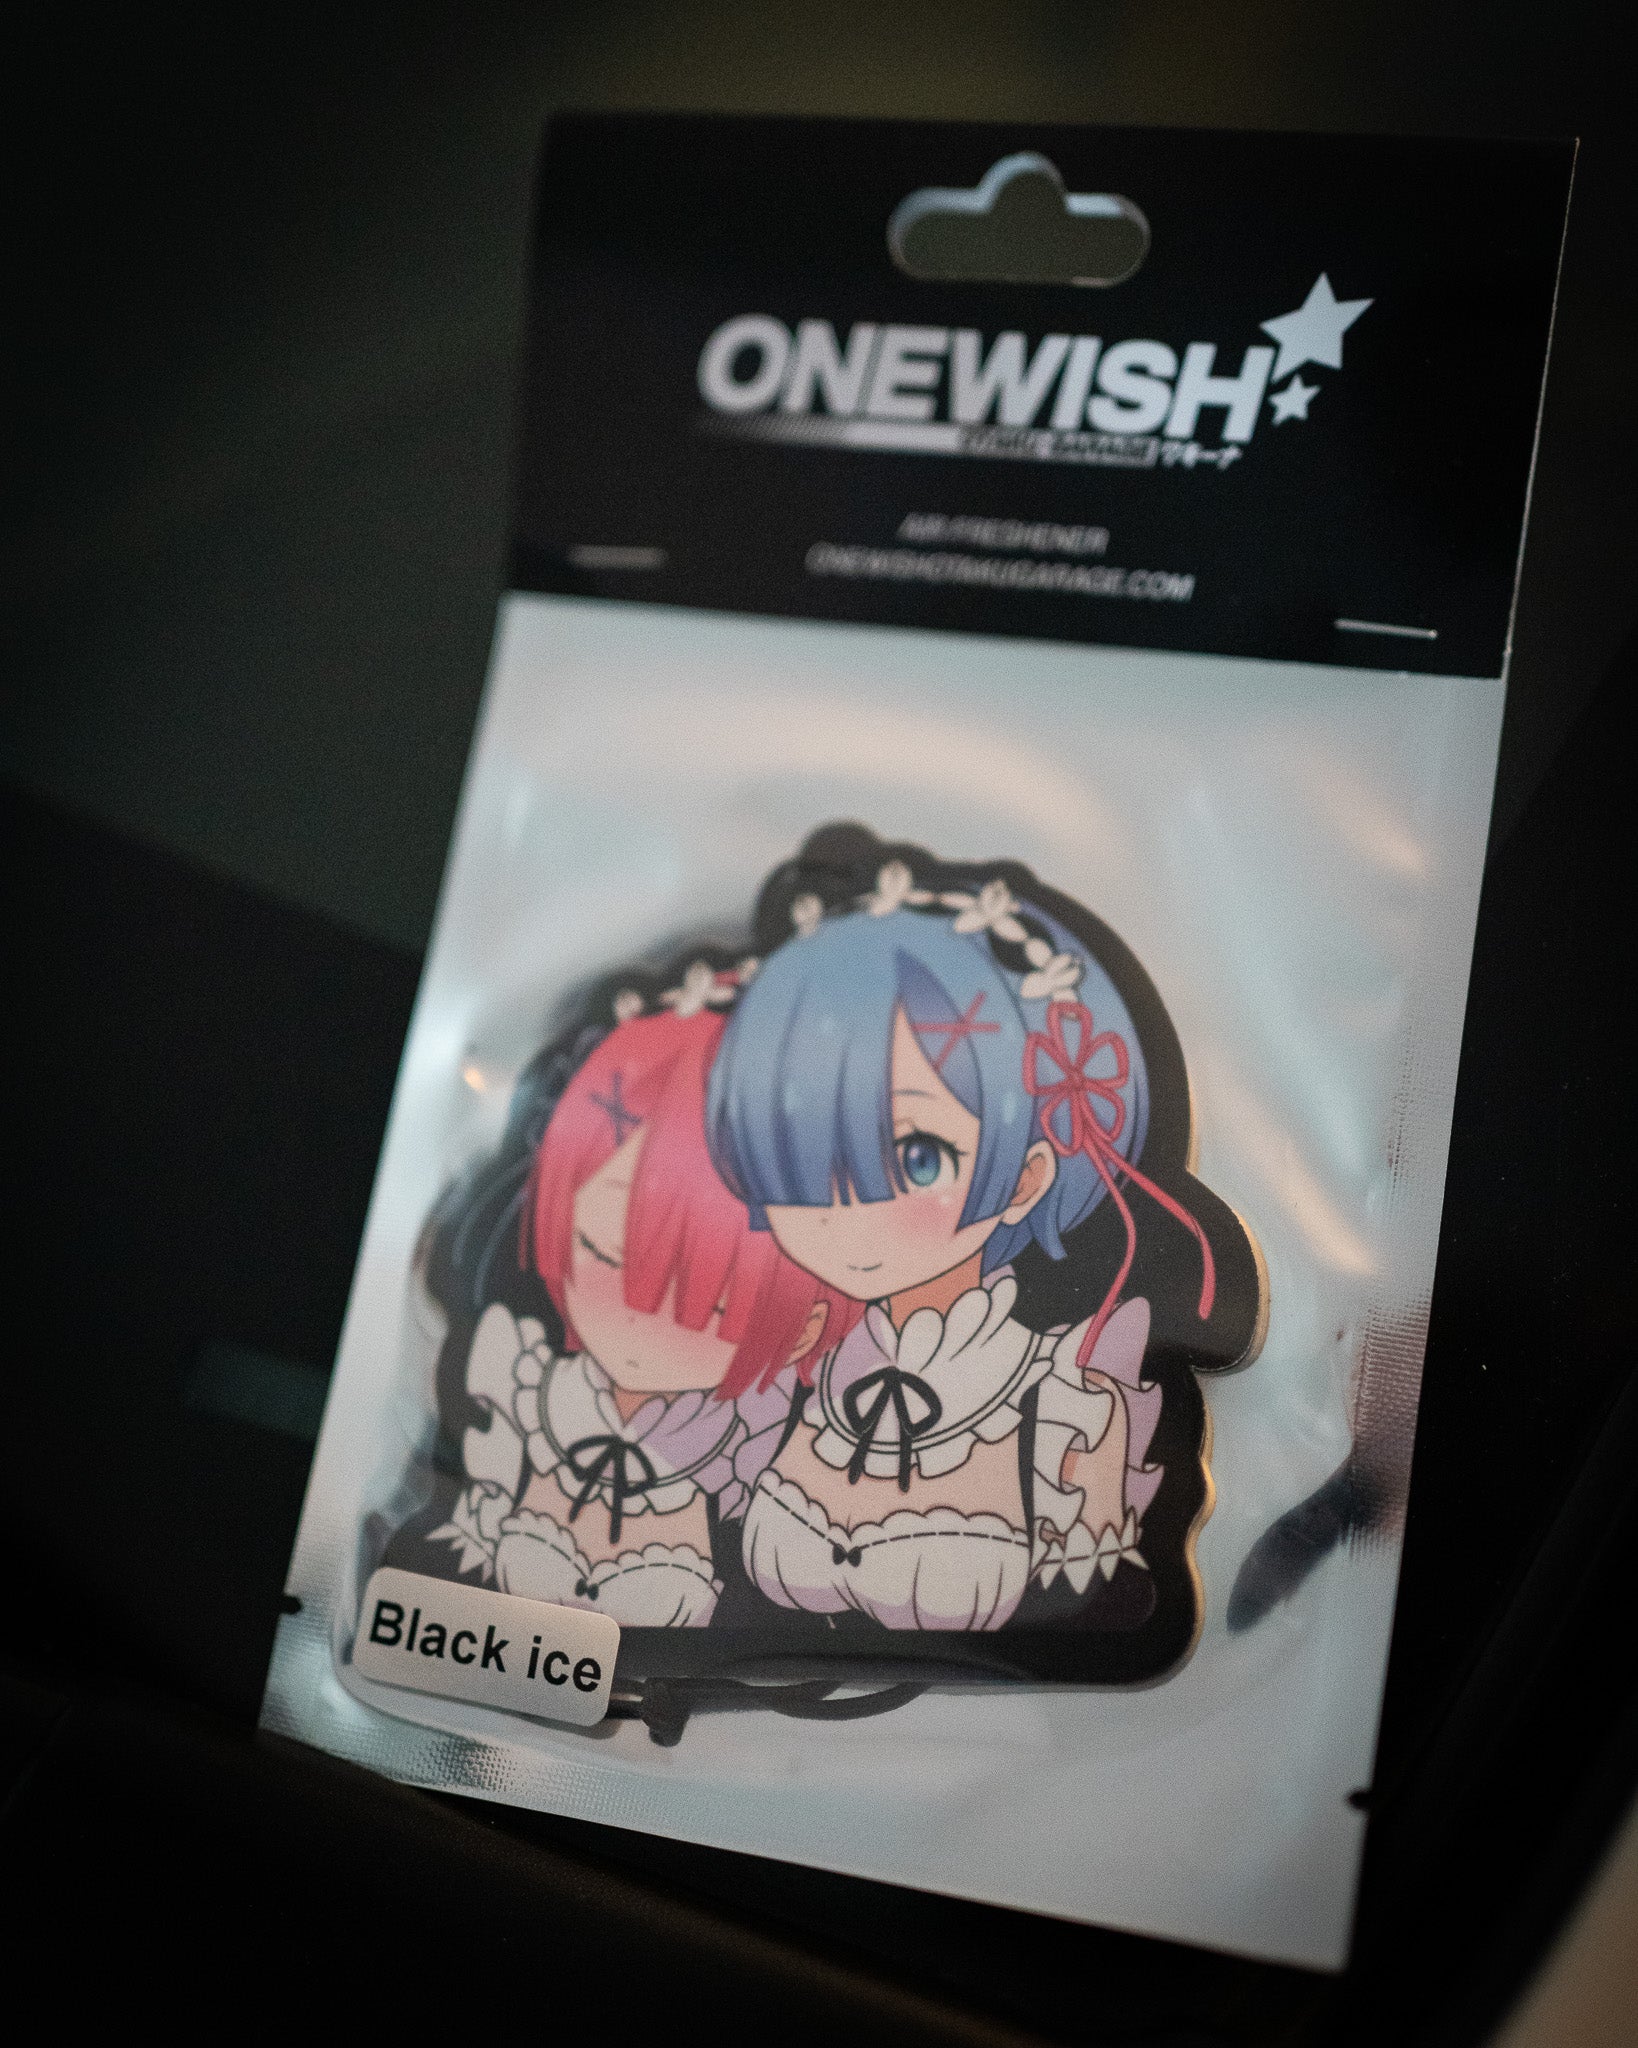 ONEWISH
AIR FRESHENER
ONEWISHOTAKUGARAGE.COM
Black ice